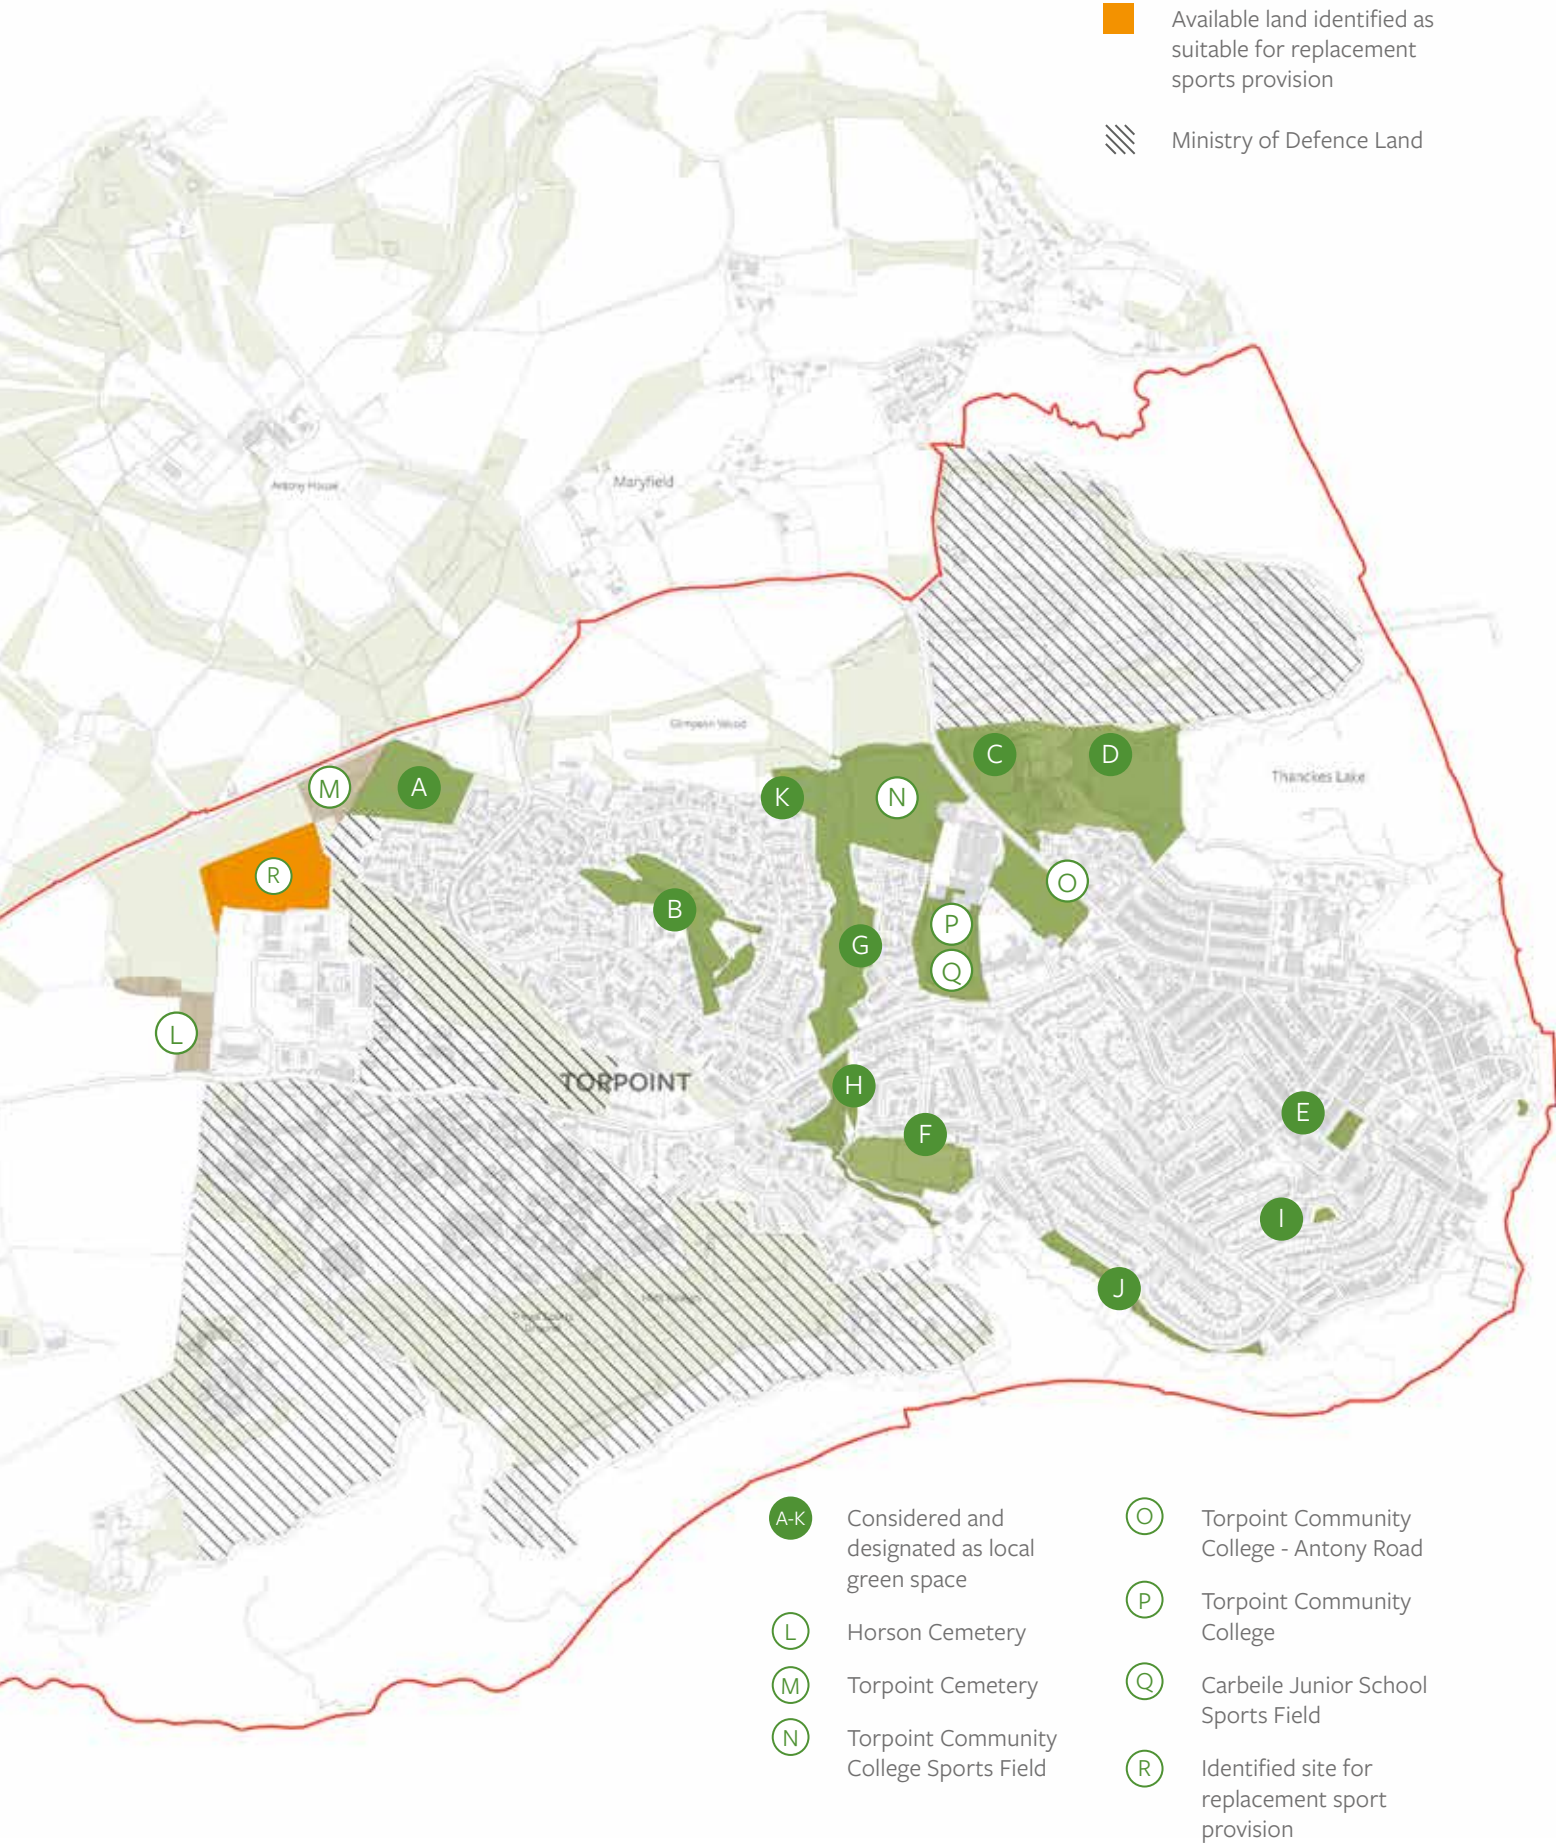 Available land identified as
suitable for replacement
sports provision
Ministry of Defence Land
Antony House
Maryfield
Thanckes Lake
C
D
K
N
M
A
R
O
B
P
G
Q
L
TORPOINT
H
F
E
I
J
A-K
Considered and
designated as local
green space
L
Horson Cemetery
M
Torpoint Cemetery
N
Torpoint Community
College Sports Field
O
Torpoint Community
College - Antony Road
P
Torpoint Community
College
Q
Carbeile Junior School
Sports Field
R
Identified site for
replacement sport
provision